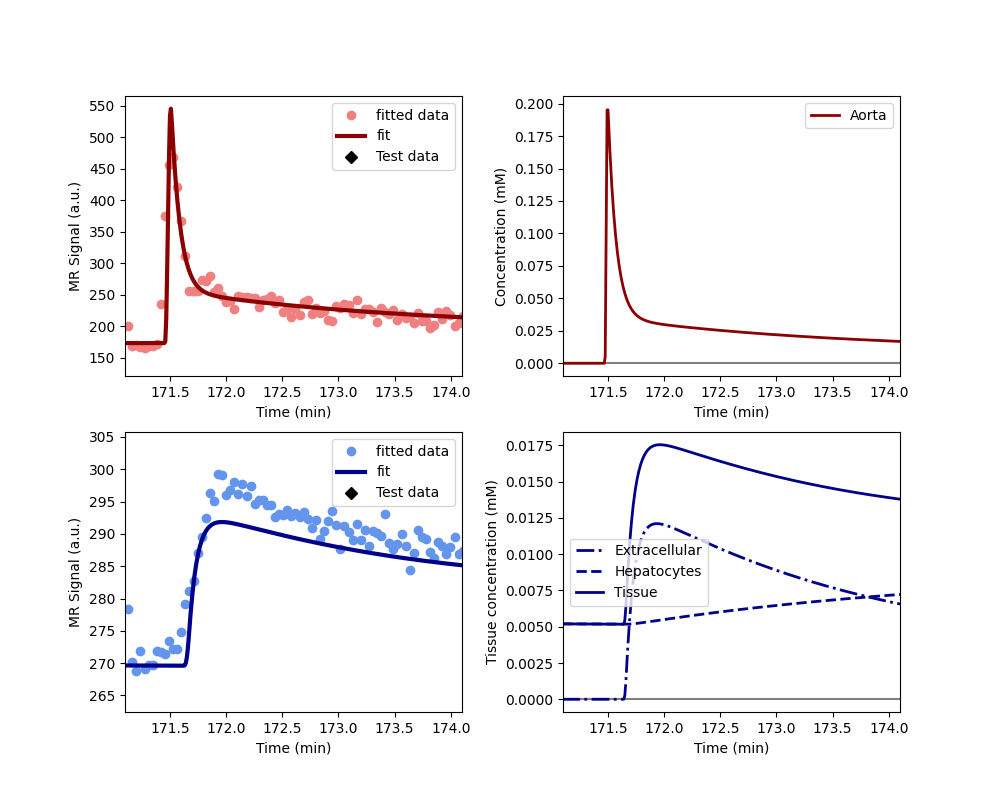 550
500
450
400
350
300
250
200
150
MR Signal (a.u.)
fitted data
fit
Test data
171.5 172.0 172.5 173.0 173.5 174.0
Time (min)
0.200
0.175
0.150
0.125
0.100
0.075
0.050
0.025
0.000
Concentration (mM)
Aorta
171.5 172.0 172.5 173.0 173.5 174.0
Time (min)
305
300
295
290
285
280
275
270
265
MR Signal (a.u.)
fitted data
fit
Test data
171.5 172.0 172.5 173.0 173.5 174.0
Time (min)
0.0175
0.0150
0.0125
0.0100
0.0075
0.0050
0.0025
0.0000
Tissue concentration (mM)
Extracellular
Hepatocytes
Tissue
171.5 172.0 172.5 173.0 173.5 174.0
Time (min)